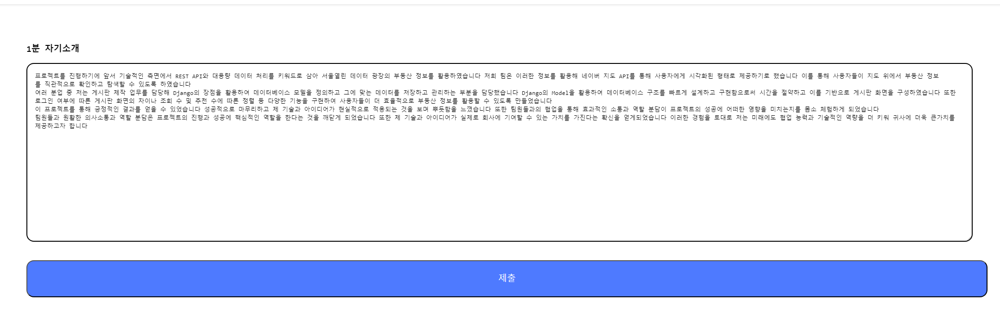 1분 자기소개
프로젝트를 진행하기에 앞서 기술적인 측면에서 REST API와 대용량 데이터 처리를 키워드로 삼아 서울열린 데이터 광장의 부동산 정보를 활용하였습니다 저희 팀은 이러한 정보를 활용해 네이버 지도 API를 통해 사용자에게 시각화된 형태로 제공하기로 했습니다 이를 통해 사용자들이 지도 위에서 부동산 정보
를 직관적으로 확인하고 탐색할 수 있도록 하였습니다
여러 분업 중 저는 게시판 제작 업무를 담당해 Django의 장점을 활용하여 데이터베이스 모델을 정의하고 그에 맞는 데이터를 저장하고 관리하는 부분을 담당했습니다 Django의 Model을 활용하여 데이터베이스 구조를 빠르게 설계하고 구현함으로써 시간을 절약하고 이를 기반으로 게시판 화면을 구성하였습니다 또한
로그인 여부에 따른 게시판 화면의 차이나 조회 수 및 추천 수에 따른 정렬 등 다양한 기능을 구현하여 사용자들이 더 효율적으로 부동산 정보를 활용할 수 있도록 만들었습니다
이 프로젝트를 통해 긍정적인 결과를 얻을 수 있었습니다 성공적으로 마무리하고 제 기술과 아이디어가 현실적으로 적용되는 것을 보며 뿌듯함을 느꼈습니다 또한 팀원들과의 협업을 통해 효과적인 소통과 역할 분담이 프로젝트의 성공에 어떠한 영향을 미치는지를 몸소 체험하게 되었습니다
팀원들과 원활한 의사소통과 역할 분담은 프로젝트의 진행과 성공에 핵심적인 역할을 한다는 것을 깨닫게 되었습니다 또한 제 기술과 아이디어가 실제로 회사에 기여할 수 있는 가치를 가진다는 확신을 얻게되었습니다 이러한 경험을 토대로 저는 미래에도 협업 능력과 기술적인 역량을 더 키워 귀사에 더욱 큰가치를
제공하고자 합니다
제출